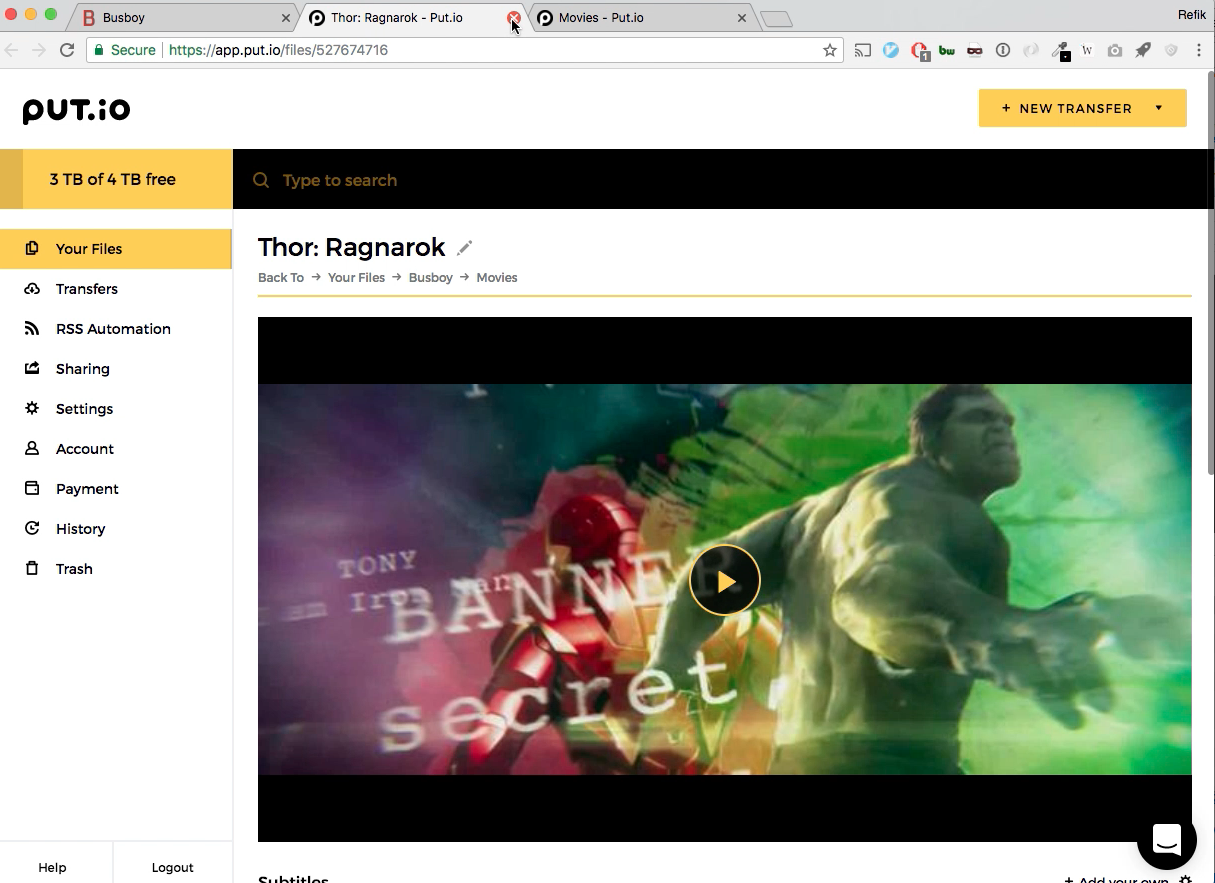 Busboy
Thor: Ragnarok - Put.io
Movies - Put.io
Refik
Secure
https://app.put.io/files/527674716
1
bw
W
PUT.iO
+ NEW TRANSFER
3 TB of 4 TB free
Type to search
Your Files
Transfers
RSS Automation
Sharing
Settings
Account
Payment
History
Trash
Help
Logout
Thor: Ragnarok
Back To → Your Files → Busboy → Movies
TONY
an Iron man
BANNER
secret
Subtitles
+ Add your own